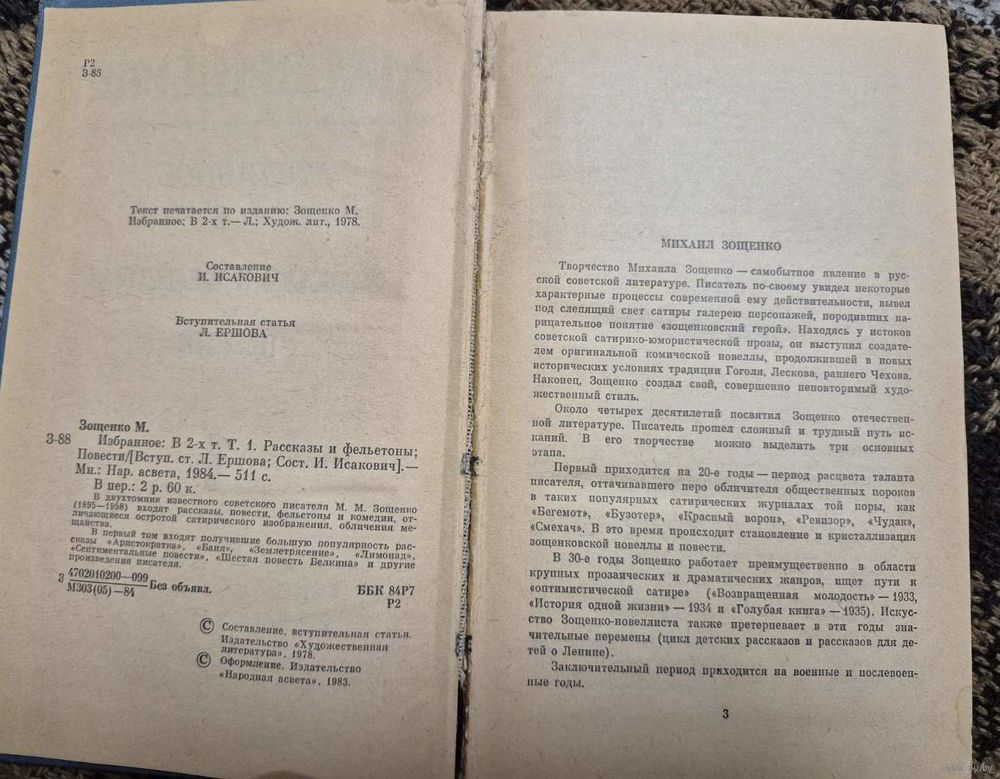 Р2
З-88
Текст печатается по изданию: Зощенко М.
Избранное: В 2-х т.— Л.: Худож. лит., 1978.
Составление
И. ИСАКОВИЧ
Вступительная статья
Л. ЕРШОВА
Зощенко М.
З-88
Избранное: В 2-х т. Т. 1. Рассказы и фельетоны;
Повести/[Вступ. ст. Л. Ершова; Сост. И. Исакович].—
Мн.: Нар. асвета, 1984.— 511 с.
В пер.: 2 р. 60 к.
В двухтомник известного советского писателя М. М. Зощенко
(1895—1958) входят рассказы, повести, фельетоны и комедии, от-
личающиеся остротой сатирического изображения, обличения ме-
щанства.
В первом том входят получившие большую популярность рас-
сказы «Аристократка», «Баня», «Землетрясение», «Лимонад»,
«Сентиментальные повести», «Шестая повесть Белкина» и другие
произведения писателя.
З 4702010200—099
М303(05)—84 Без объявл.
ББК 84Р7
Р2
© Составление, вступительная статья.
Издательство «Художественная
литература», 1978.
© Оформление. Издательство
«Народная асвета», 1983.
МИХАИЛ ЗОЩЕНКО
Творчество Михаила Зощенко — самобытное явление в рус-
ской советской литературе. Писатель по-своему увидел некоторые
характерные процессы современной ему действительности, вывел
под слепящий свет сатиры галерею персонажей, породивших на-
рицательное понятие «зощенковский герой». Находясь у истоков
советской сатирико-юмористической прозы, он выступил создате-
лем оригинальной комической новеллы, продолжившей в новых
исторических условиях традиции Гоголя, Лескова, раннего Чехова.
Наконец, Зощенко создал свой, совершенно неповторимый худо-
жественный стиль.
Около четырех десятилетий посвятил Зощенко отечествен-
ной литературе. Писатель прошел сложный и трудный путь ис-
каний. В его творчестве можно выделить три основных
этапа.
Первый приходится на 20-е годы — период расцвета таланта
писателя, оттачивавшего перо обличителя общественных пороков
в таких популярных сатирических журналах той поры, как
«Бегемот», «Бузотер», «Красный ворон», «Ревизор», «Чудак»,
«Смехач». В это время происходит становление и кристаллизация
зощенковской новеллы и повести.
В 30-е годы Зощенко работает преимущественно в области
крупных прозаических и драматических жанров, ищет пути к
«оптимистической сатире» («Возвращенная молодость» — 1933,
«История одной жизни» — 1934 и «Голубая книга» — 1935). Искус-
ство Зощенко-новеллиста также претерпевает в эти годы зна-
чительные перемены (цикл детских рассказов и рассказов для де-
тей о Ленине).
Заключительный период приходится на военные и послевоен-
ные годы.
3